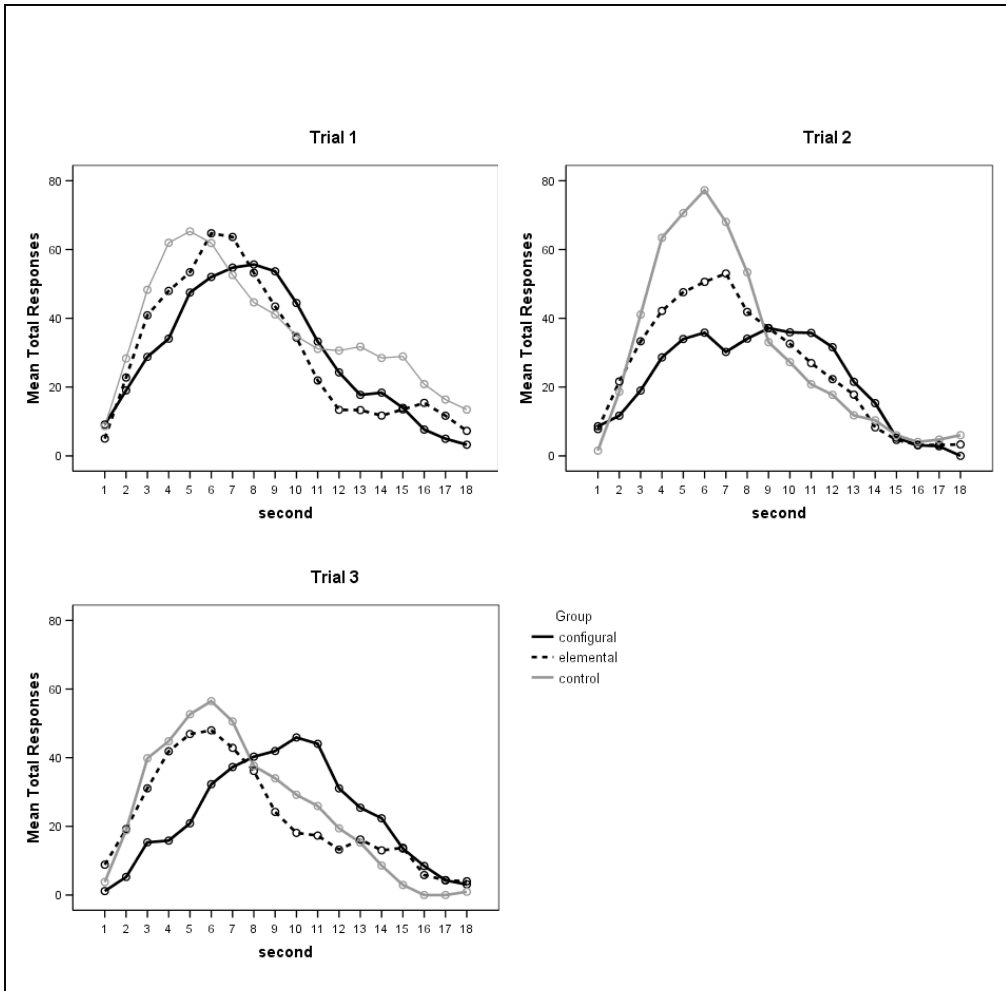 Trial 1
Mean Total Responses
80
60
40
20
0
1 2 3 4 5 6 7 8 9 10 11 12 13 14 15 16 17 18
second
Trial 2
Mean Total Responses
80
60
40
20
0
1 2 3 4 5 6 7 8 9 10 11 12 13 14 15 16 17 18
second
Trial 3
Mean Total Responses
80
60
40
20
0
1 2 3 4 5 6 7 8 9 10 11 12 13 14 15 16 17 18
second
Group
configural
elemental
control